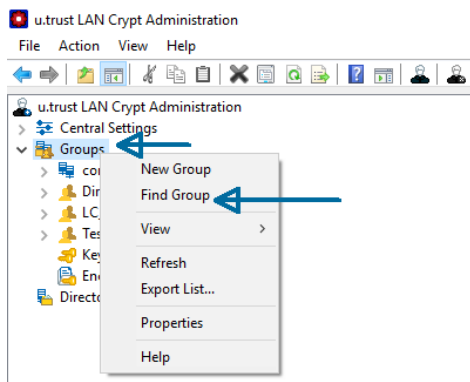 u.trust LAN Crypt Administration
File Action View Help
u.trust LAN Crypt Administration
Central Settings
Groups
New Group
Find Group
View
Refresh
Export List...
Properties
Help